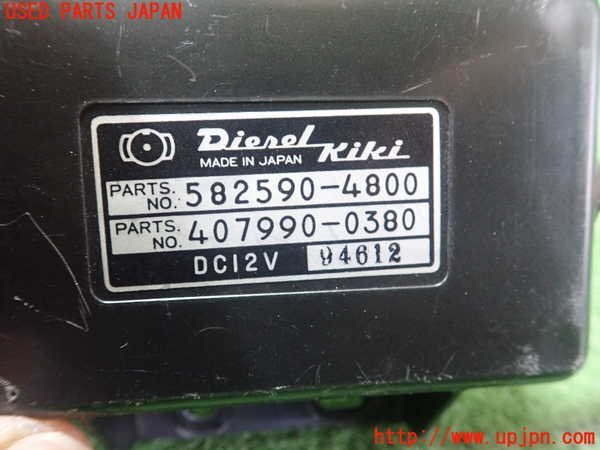 USED PARTS JAPAN
Diesel Kiki
MADE IN JAPAN
PARTS. NO. 582590-4800
PARTS. NO. 407990-0380
DC12V 94612
http://www.upjpn.com/